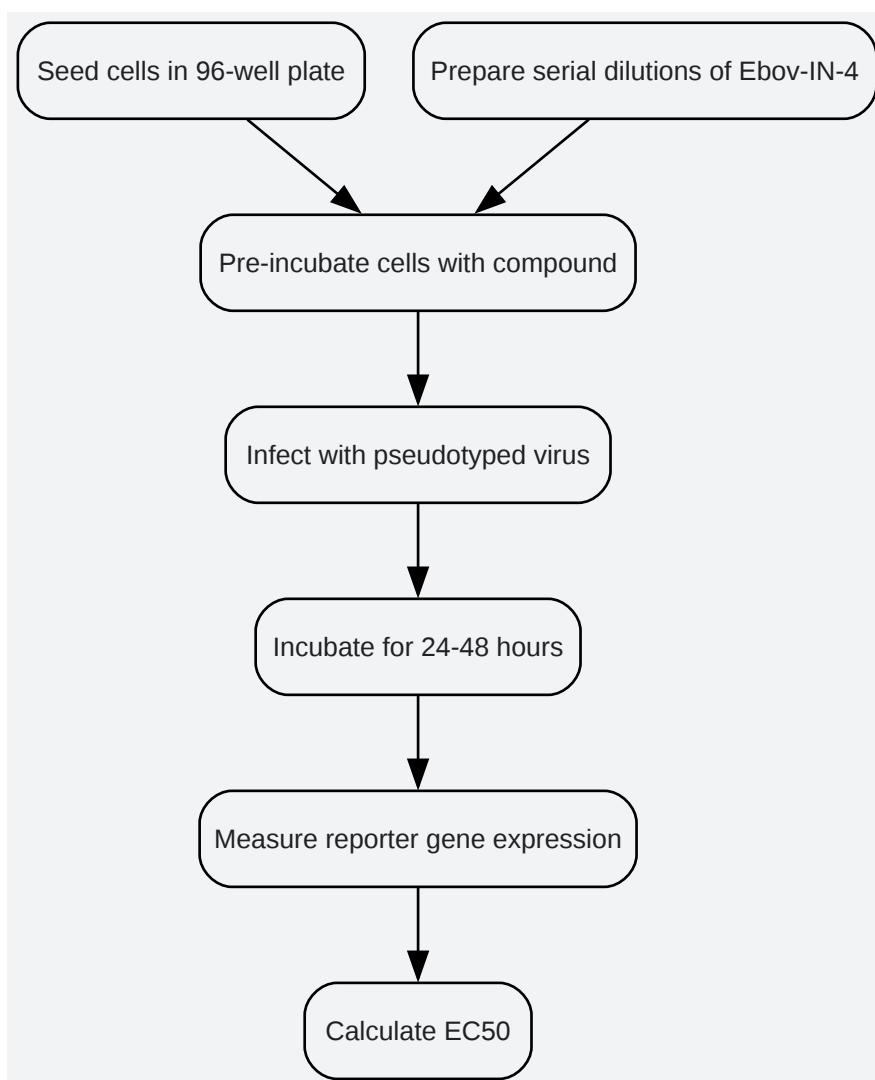 Seed cells in 96-well plate
Prepare serial dilutions of Ebov-IN-4
Pre-incubate cells with compound
Infect with pseudotyped virus
Incubate for 24-48 hours
Measure reporter gene expression
Calculate EC50